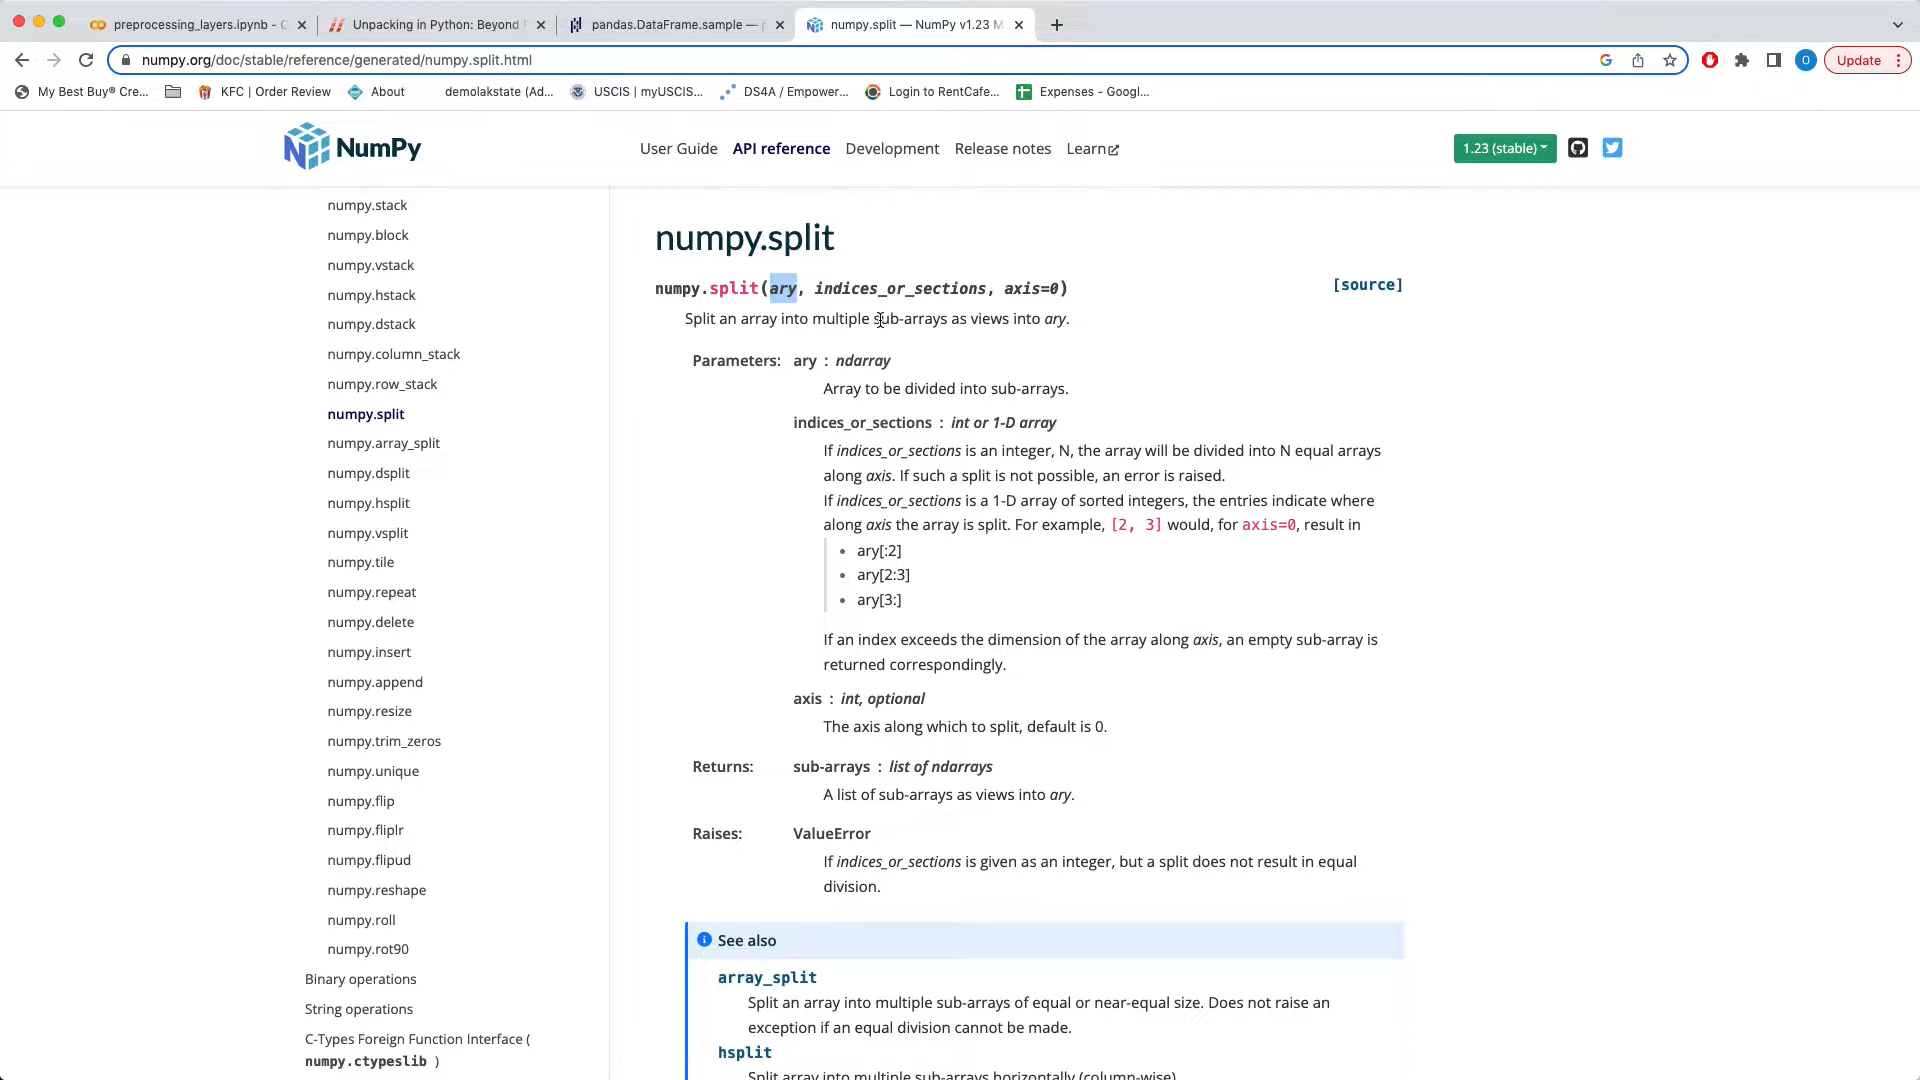 preprocessing_layers.ipynb - C
Unpacking in Python: Beyond
pandas.DataFrame.sample —
numpy.split — NumPy v1.23 M
numpy.org/doc/stable/reference/generated/numpy.split.html
O
Update
My Best Buy® Cre...
KFC | Order Review
About
demolakstate (Ad...
USCIS | myUSCIS...
DS4A / Empower...
Login to RentCafe...
Expenses - Googl...
NumPy
User Guide
API reference
Development
Release notes
Learn
1.23 (stable)
numpy.stack
numpy.block
numpy.vstack
numpy.hstack
numpy.dstack
numpy.column_stack
numpy.row_stack
numpy.split
numpy.array_split
numpy.dsplit
numpy.hsplit
numpy.vsplit
numpy.tile
numpy.repeat
numpy.delete
numpy.insert
numpy.append
numpy.resize
numpy.trim_zeros
numpy.unique
numpy.flip
numpy.fliplr
numpy.flipud
numpy.reshape
numpy.roll
numpy.rot90
Binary operations
String operations
C-Types Foreign Function Interface (
numpy.ctypeslib )
numpy.split
numpy.split(ary, indices_or_sections, axis=0)
[source]
Split an array into multiple sub-arrays as views into ary.
Parameters: ary : ndarray
Array to be divided into sub-arrays.
indices_or_sections : int or 1-D array
If indices_or_sections is an integer, N, the array will be divided into N equal arrays
along axis. If such a split is not possible, an error is raised.
If indices_or_sections is a 1-D array of sorted integers, the entries indicate where
along axis the array is split. For example, [2, 3] would, for axis=0, result in
• ary[:2]
• ary[2:3]
• ary[3:]
If an index exceeds the dimension of the array along axis, an empty sub-array is
returned correspondingly.
axis : int, optional
The axis along which to split, default is 0.
Returns: sub-arrays : list of ndarrays
A list of sub-arrays as views into ary.
Raises: ValueError
If indices_or_sections is given as an integer, but a split does not result in equal
division.
See also
array_split
Split an array into multiple sub-arrays of equal or near-equal size. Does not raise an
exception if an equal division cannot be made.
hsplit
Split array into multiple sub-arrays horizontally (column-wise)